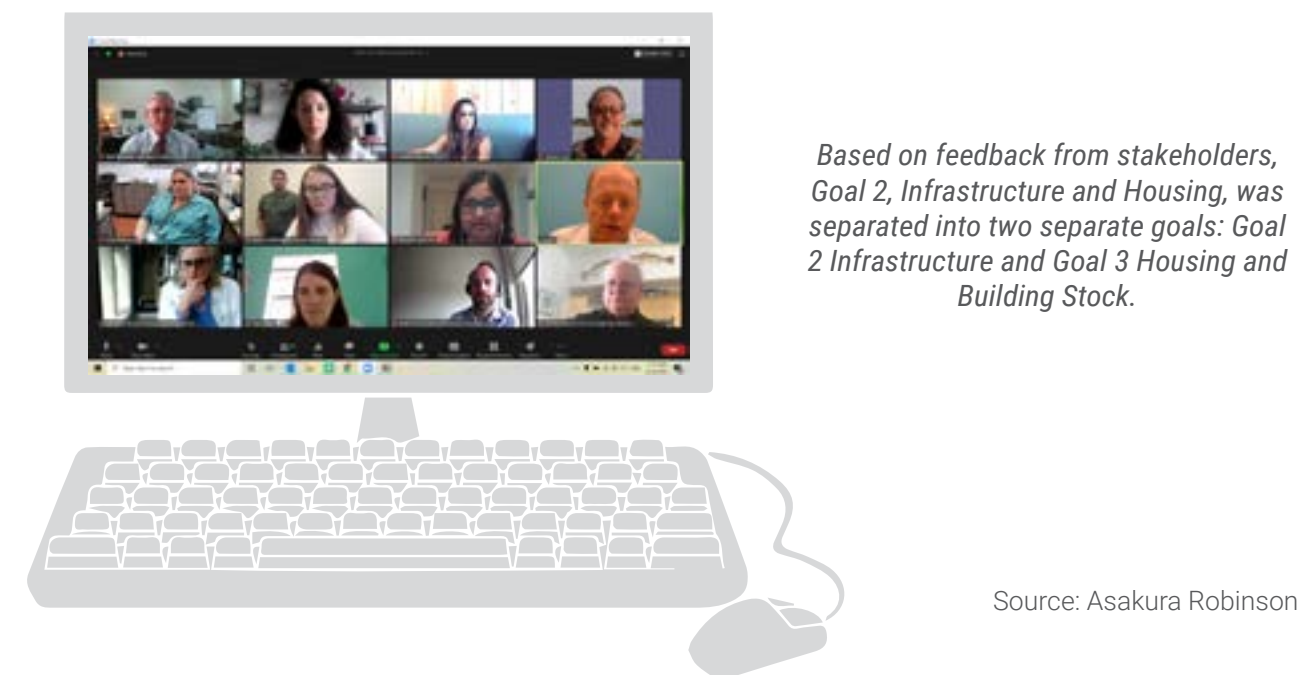 Based on feedback from stakeholders,
Goal 2, Infrastructure and Housing, was
separated into two separate goals: Goal
2 Infrastructure and Goal 3 Housing and
Building Stock.
Source: Asakura Robinson